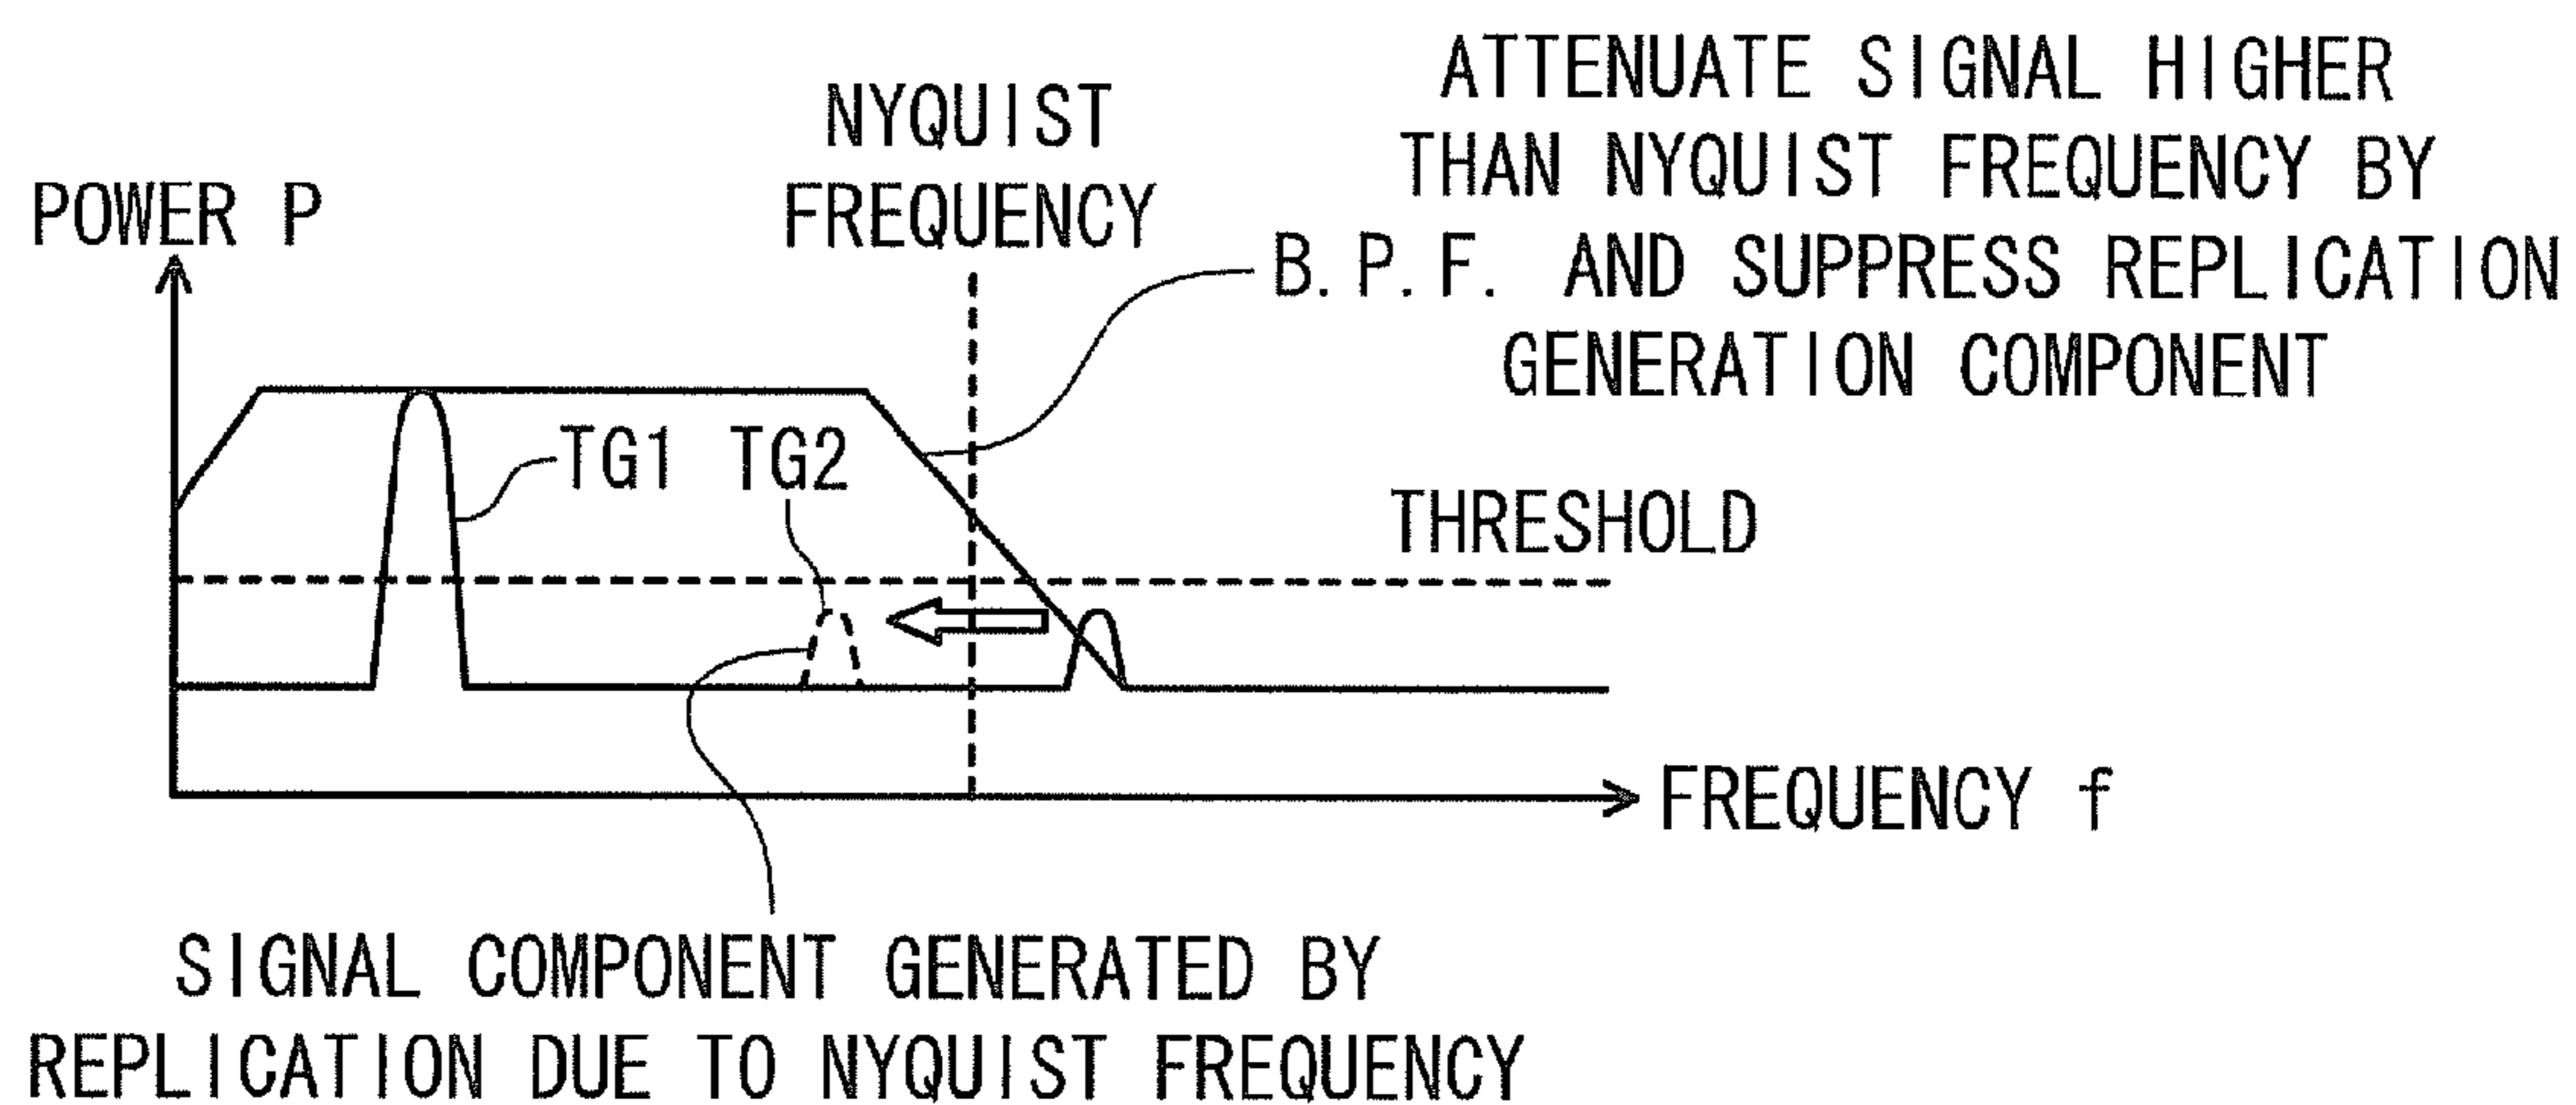 ATTENUATE SIGNAL HIGHER
THAN NYQUIST FREQUENCY BY
B.P.F. AND SUPPRESS REPLICATION
GENERATION COMPONENT
NYQUIST
FREQUENCY
POWER P
TG1
TG2
THRESHOLD
FREQUENCY f
SIGNAL COMPONENT GENERATED BY
REPLICATION DUE TO NYQUIST FREQUENCY